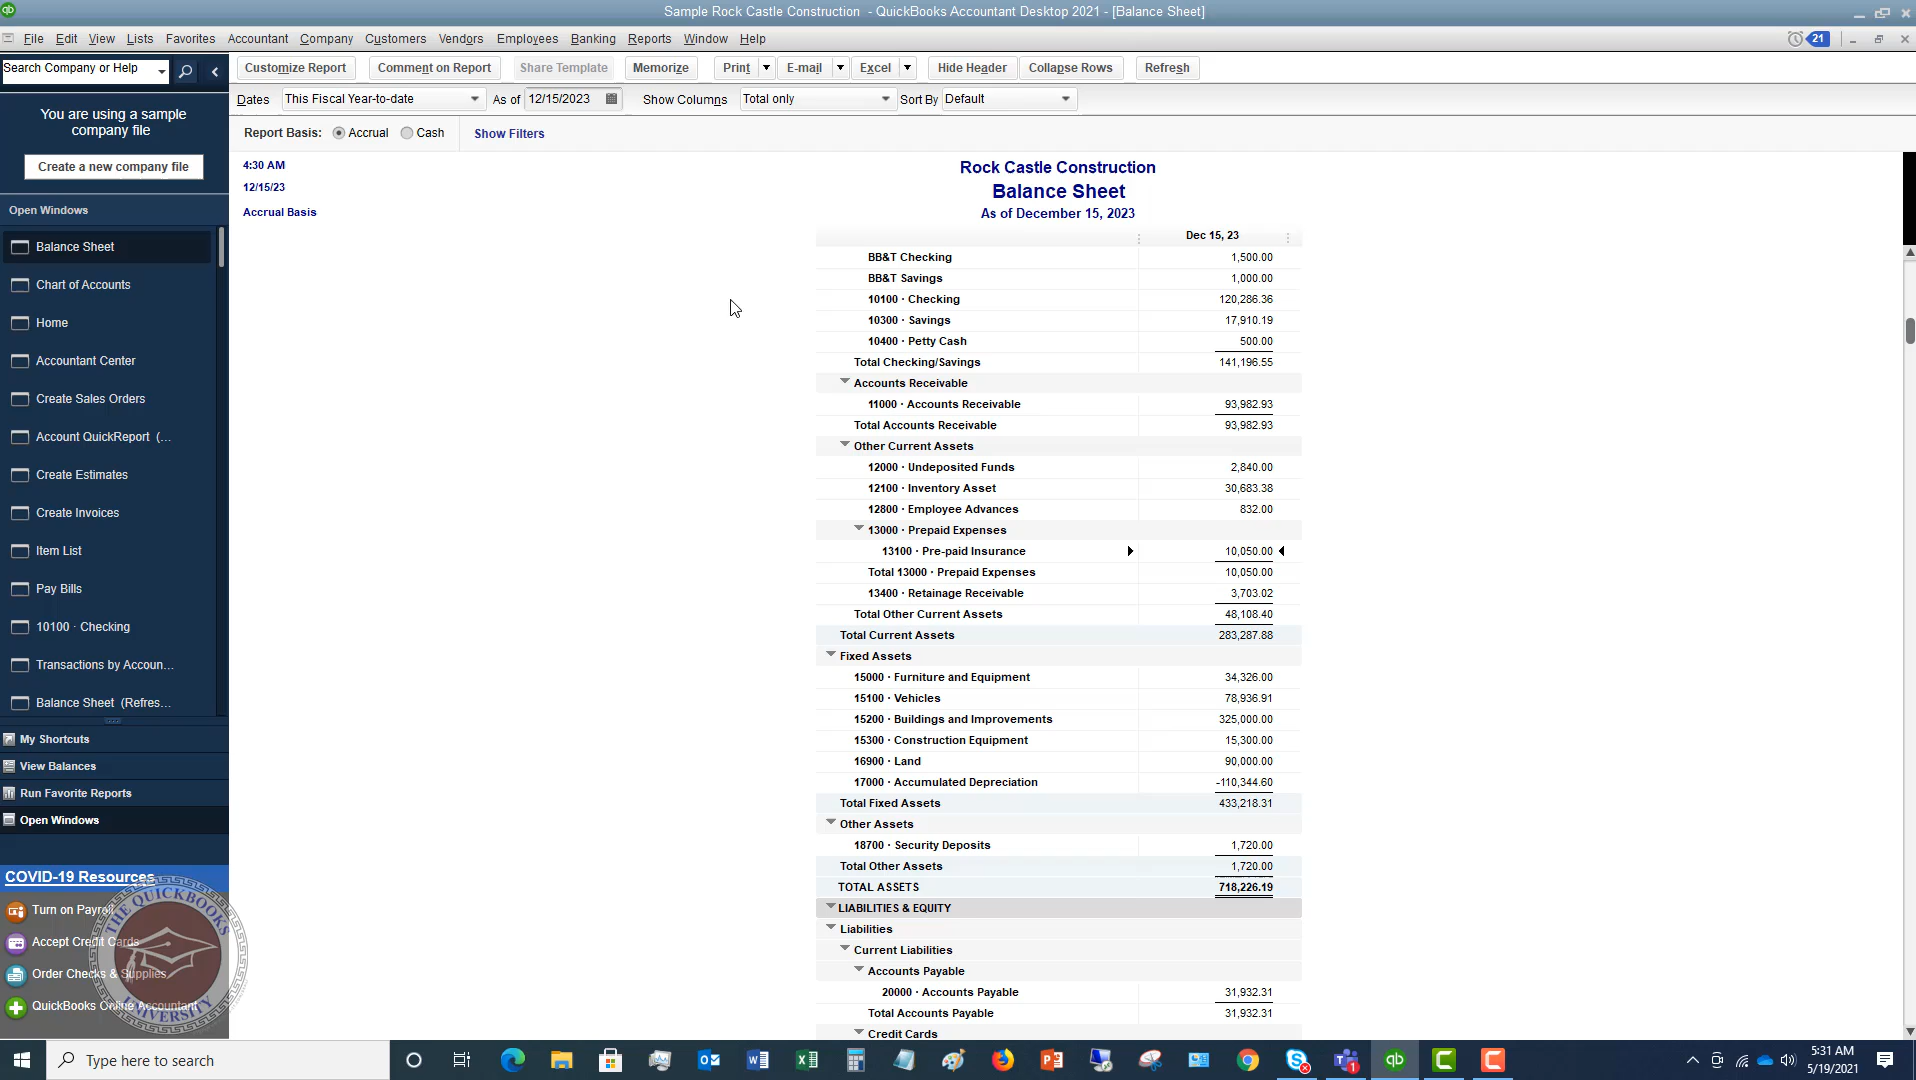 Sample Rock Castle Construction - QuickBooks Accountant Desktop 2021 - [Balance Sheet]
File Edit View Lists Favorites Accountant Company Customers Vendors Employees Banking Reports Window Help
21
Search Company or Help
Customize Report Comment on Report Share Template Memorize Print E-mail Excel Hide Header Collapse Rows Refresh
Dates This Fiscal Year-to-date As of 12/15/2023 Show Columns Total only Sort By Default
Report Basis: Accrual Cash Show Filters
You are using a sample
company file
Create a new company file
Open Windows
Balance Sheet
Chart of Accounts
Home
Accountant Center
Create Sales Orders
Account QuickReport (...
Create Estimates
Create Invoices
Item List
Pay Bills
10100 · Checking
Transactions by Accoun...
Balance Sheet (Refres...
My Shortcuts
View Balances
Run Favorite Reports
Open Windows
COVID-19 Resources
Turn on Payroll
Accept Credit Cards
Order Checks & Supplies
QuickBooks Online Accountant
THE QUICKBOOKS
UNIVERSITY
4:30 AM
12/15/23
Accrual Basis
Rock Castle Construction
Balance Sheet
As of December 15, 2023
Dec 15, 23
BB&T Checking 1,500.00
BB&T Savings 1,000.00
10100 · Checking 120,286.36
10300 · Savings 17,910.19
10400 · Petty Cash 500.00
Total Checking/Savings 141,196.55
Accounts Receivable
11000 · Accounts Receivable 93,982.93
Total Accounts Receivable 93,982.93
Other Current Assets
12000 · Undeposited Funds 2,840.00
12100 · Inventory Asset 30,683.38
12800 · Employee Advances 832.00
13000 · Prepaid Expenses
13100 · Pre-paid Insurance 10,050.00
Total 13000 · Prepaid Expenses 10,050.00
13400 · Retainage Receivable 3,703.02
Total Other Current Assets 48,108.40
Total Current Assets 283,287.88
Fixed Assets
15000 · Furniture and Equipment 34,326.00
15100 · Vehicles 78,936.91
15200 · Buildings and Improvements 325,000.00
15300 · Construction Equipment 15,300.00
16900 · Land 90,000.00
17000 · Accumulated Depreciation -110,344.60
Total Fixed Assets 433,218.31
Other Assets
18700 · Security Deposits 1,720.00
Total Other Assets 1,720.00
TOTAL ASSETS 718,226.19
LIABILITIES & EQUITY
Liabilities
Current Liabilities
Accounts Payable
20000 · Accounts Payable 31,932.31
Total Accounts Payable 31,932.31
Credit Cards
Type here to search
5:31 AM
5/19/2021